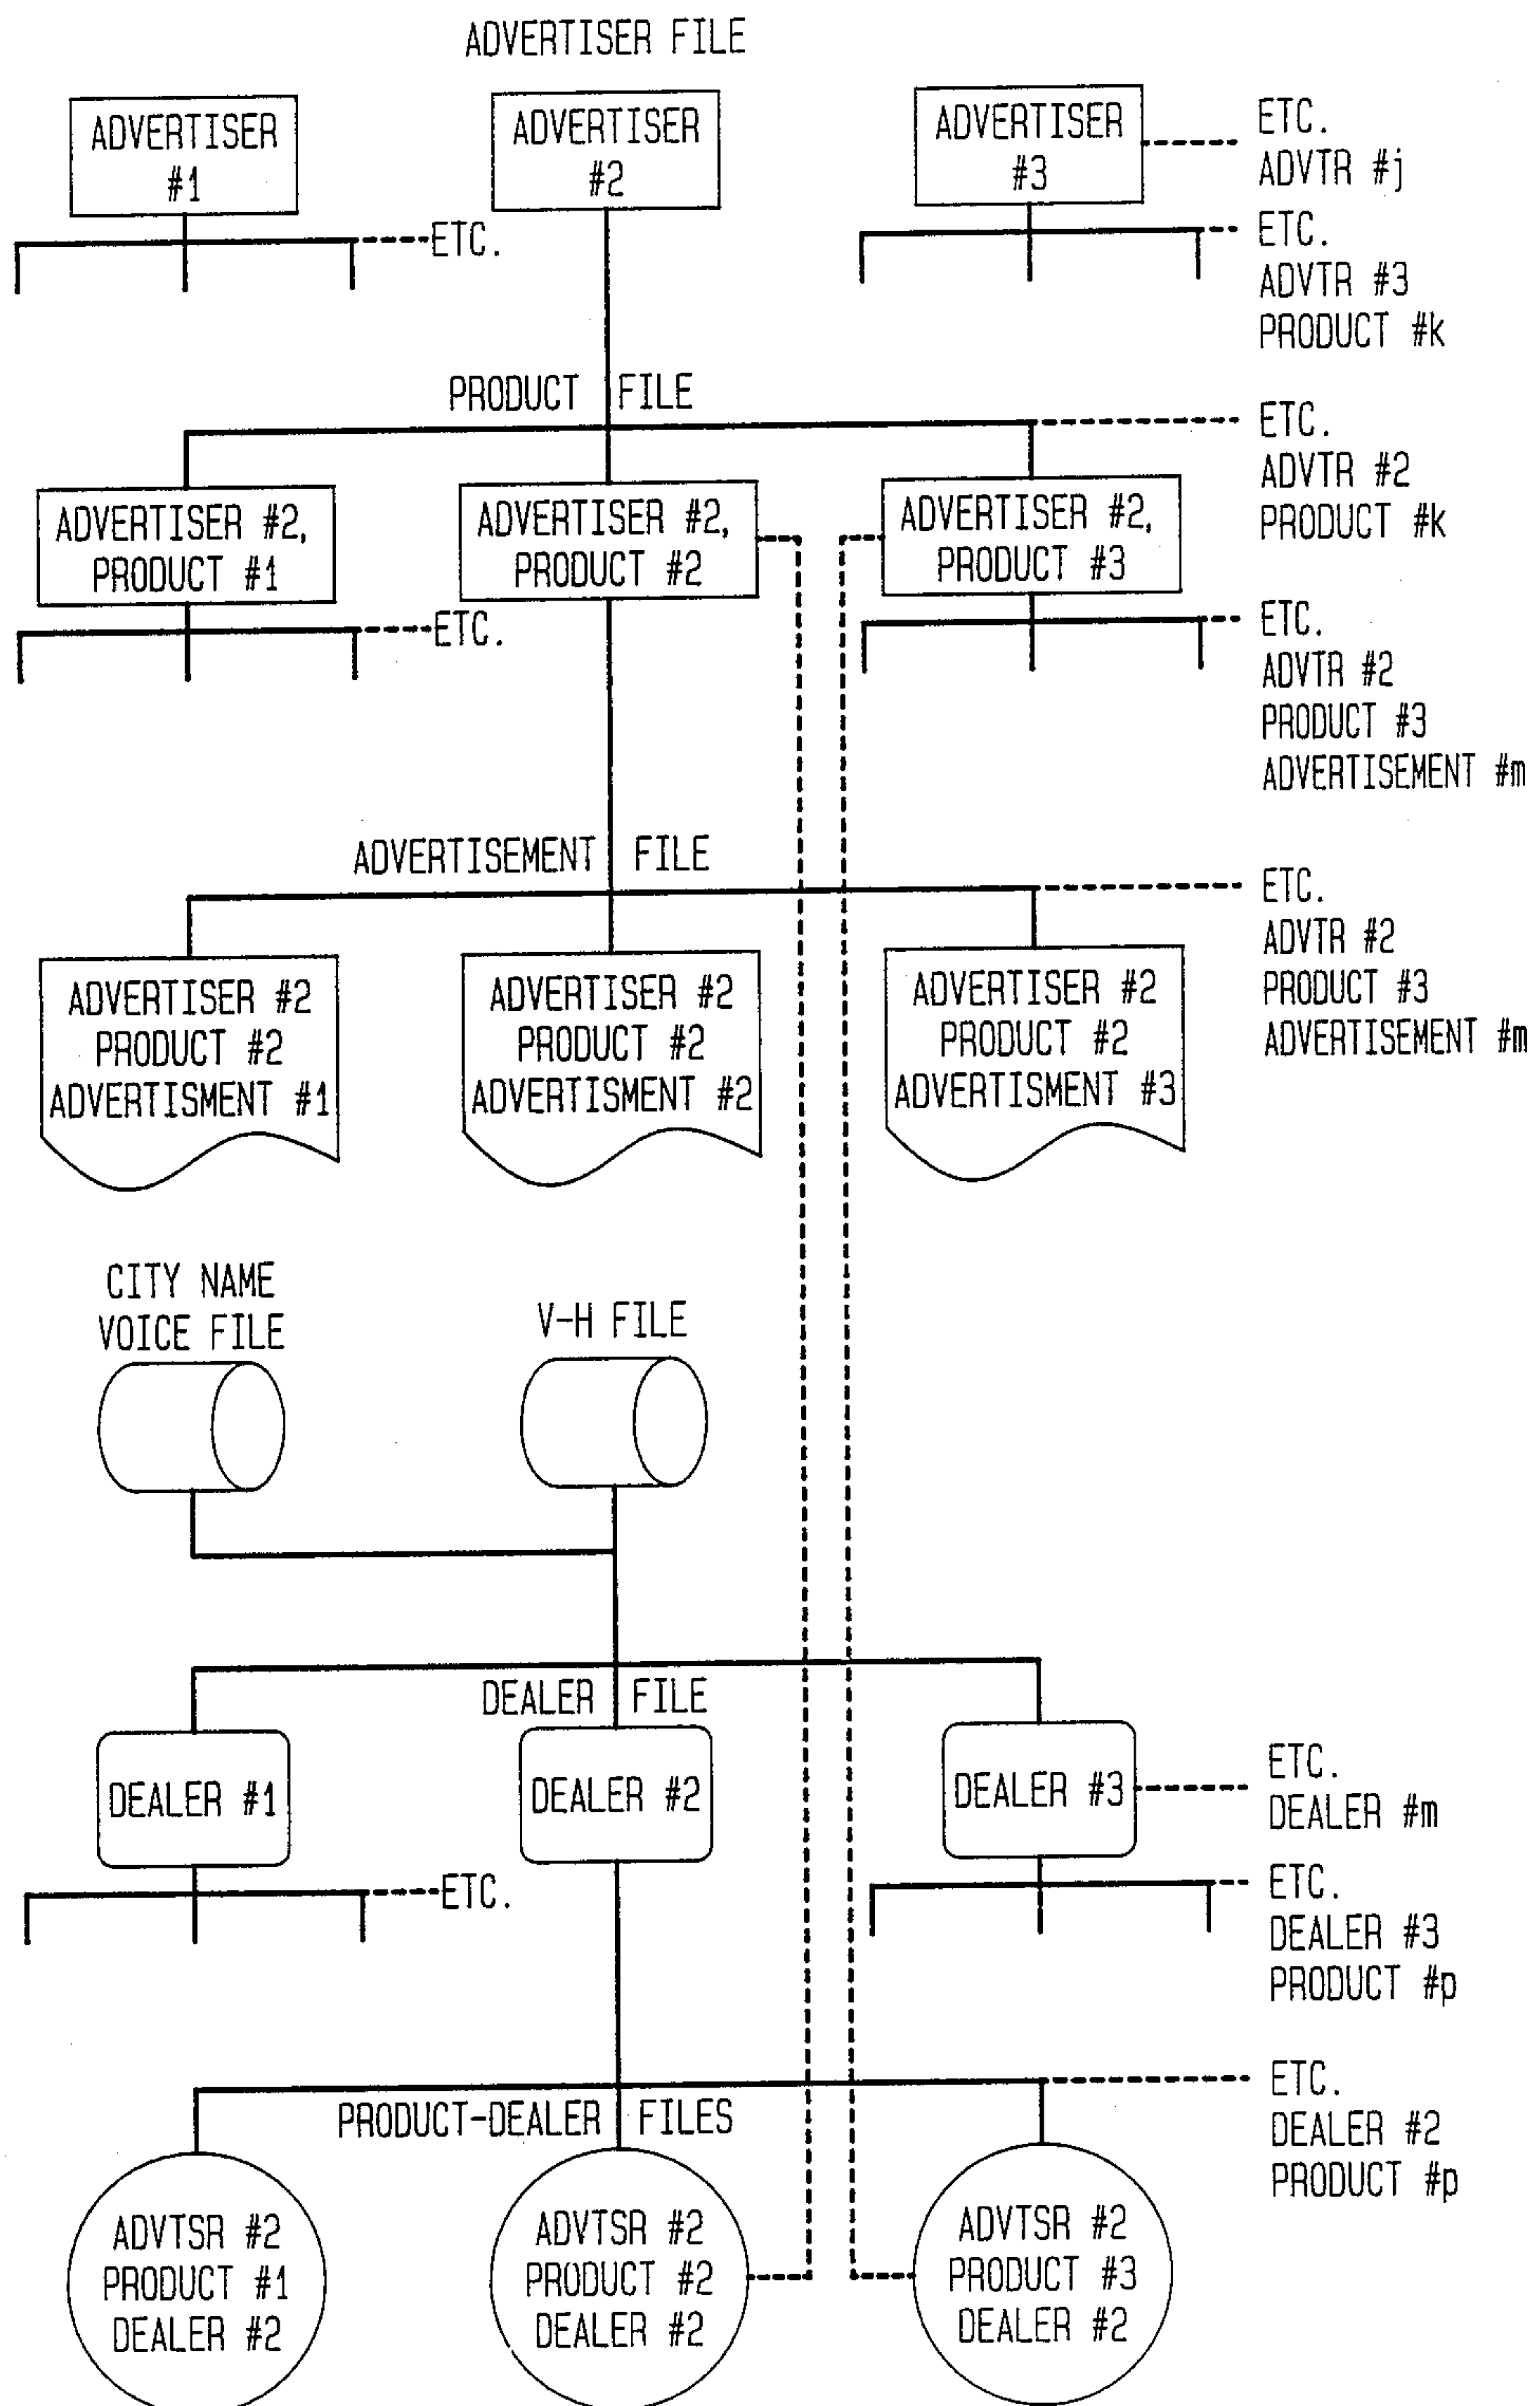 ADVERTISER FILE
ADVERTISER
#1
ADVERTISER
#2
ADVERTISER
#3
ETC.
ADVTR #j
ETC.
ETC.
ADVTR #3
PRODUCT #k
PRODUCT FILE
ETC.
ADVTR #2
PRODUCT #k
ADVERTISER #2,
PRODUCT #1
ADVERTISER #2,
PRODUCT #2
ADVERTISER #2,
PRODUCT #3
ETC.
ETC.
ADVTR #2
PRODUCT #3
ADVERTISEMENT #m
ADVERTISEMENT FILE
ETC.
ADVTR #2
PRODUCT #3
ADVERTISEMENT #m
ADVERTISER #2
PRODUCT #2
ADVERTISMENT #1
ADVERTISER #2
PRODUCT #2
ADVERTISMENT #2
ADVERTISER #2
PRODUCT #2
ADVERTISMENT #3
CITY NAME
VOICE FILE
V-H FILE
DEALER FILE
DEALER #1
DEALER #2
DEALER #3
ETC.
DEALER #m
ETC.
ETC.
DEALER #3
PRODUCT #p
PRODUCT-DEALER FILES
ETC.
DEALER #2
PRODUCT #p
ADVTSR #2
PRODUCT #1
DEALER #2
ADVTSR #2
PRODUCT #2
DEALER #2
ADVTSR #2
PRODUCT #3
DEALER #2